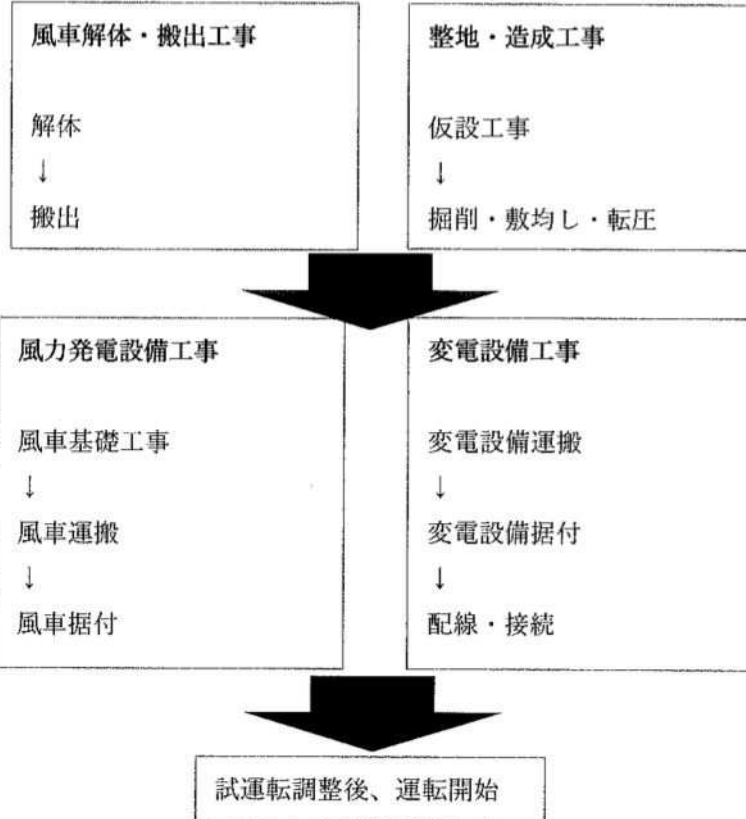 風車解体・搬出工事
解体
↓
搬出
整地・造成工事
仮設工事
↓
掘削・敷均し・転圧
風力発電設備工事
風車基礎工事
↓
風車運搬
↓
風車据付
変電設備工事
変電設備運搬
↓
変電設備据付
↓
配線・接続
試運転調整後、運転開始